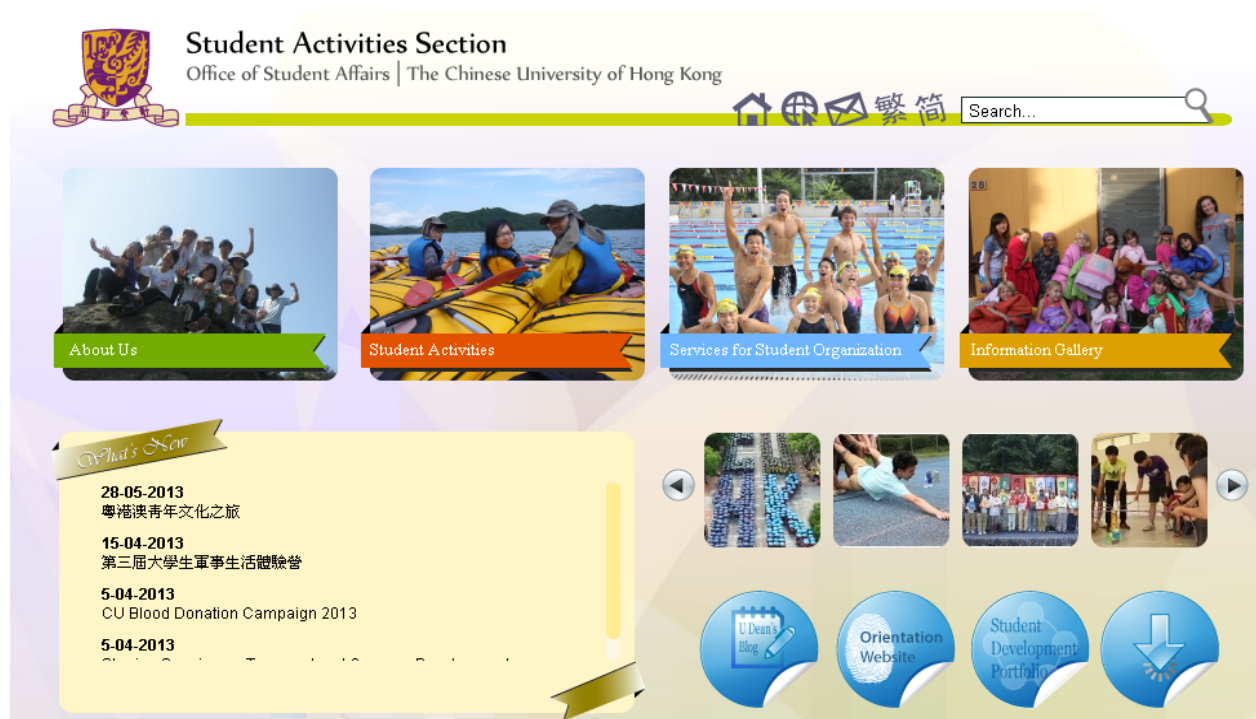 Student Activities Section
Office of Student Affairs | The Chinese University of Hong Kong
繁 简
Search...
28
About Us
Student Activities
Services for Student Organization
Information Gallery
What's New
28-05-2013
粵港澳青年文化之旅
15-04-2013
第三屆大學生軍事生活體驗營
5-04-2013
CU Blood Donation Campaign 2013
5-04-2013
U Dean's
Blog
Orientation
Website
Student
Development
Portfolio